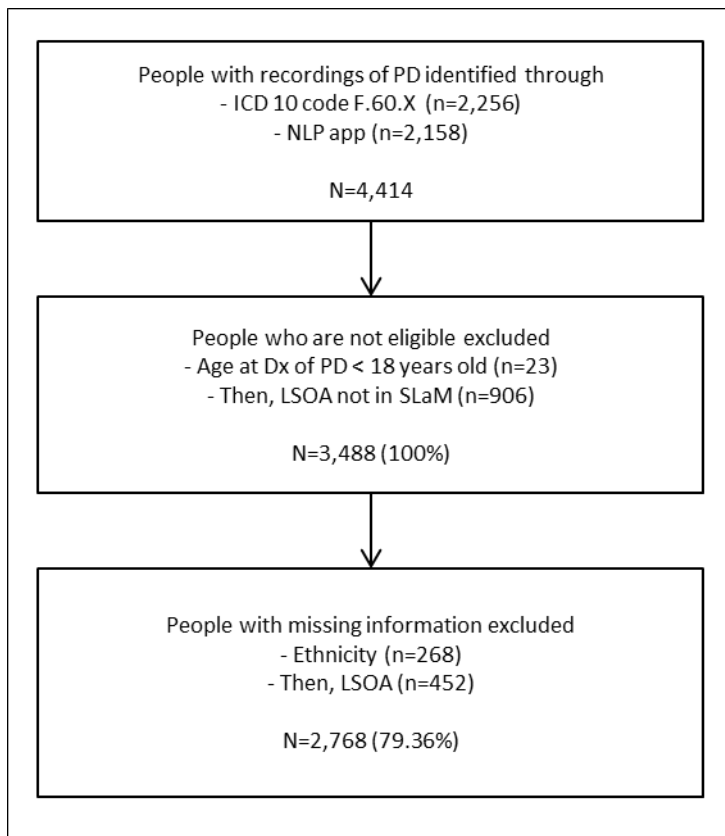 People with recordings of PD identified through
- ICD 10 code F.60.X (n=2,256)
- NLP app (n=2,158)
N=4,414
People who are not eligible excluded
- Age at Dx of PD < 18 years old (n=23)
- Then, LSOA not in SLaM (n=906)
N=3,488 (100%)
People with missing information excluded
- Ethnicity (n=268)
- Then, LSOA (n=452)
N=2,768 (79.36%)